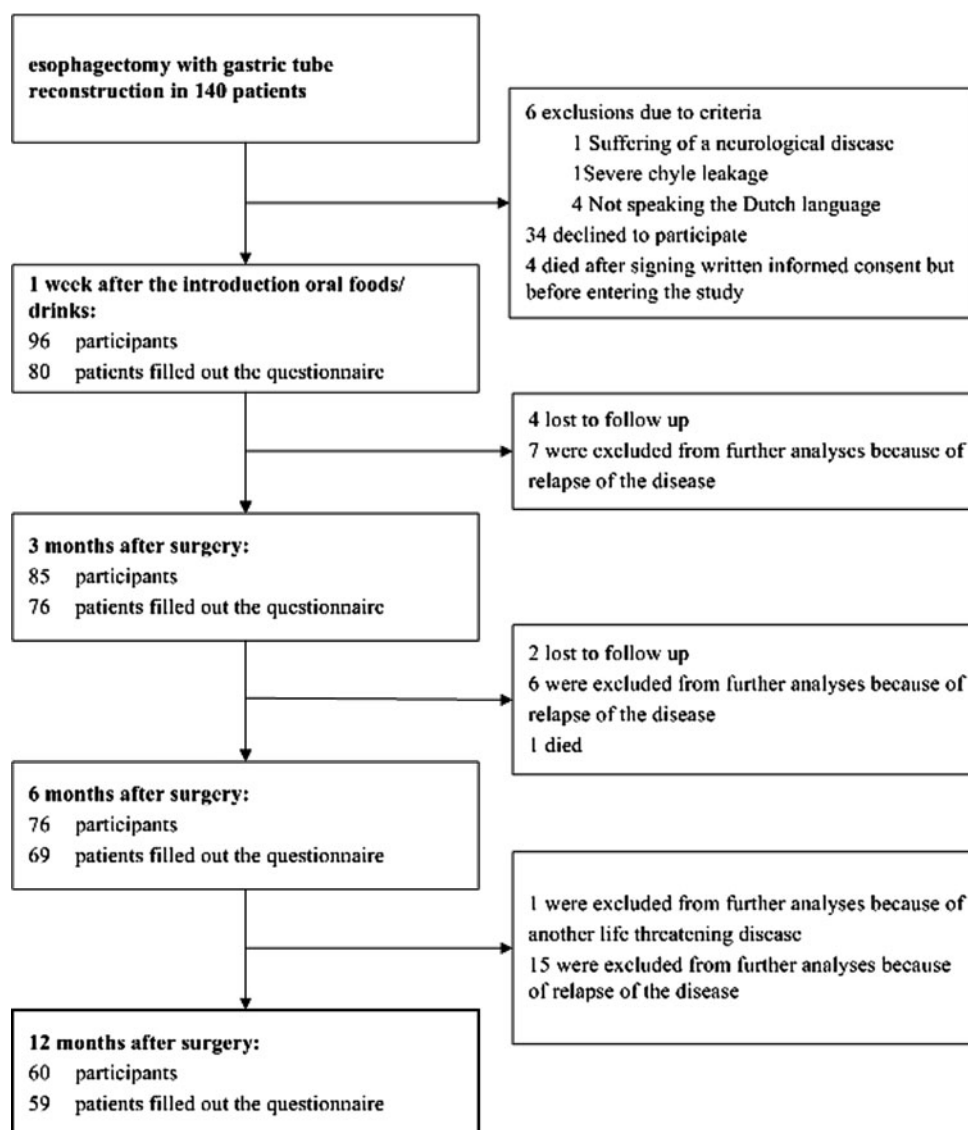 esophagectomy with gastric tube
reconstruction in 140 patients
6 exclusions due to criteria
1 Suffering of a neurological disease
1Severe chyle leakage
4 Not speaking the Dutch language
34 declined to participate
4 died after signing written informed consent but
before entering the study
1 week after the introduction oral foods/
drinks:
96 participants
80 patients filled out the questionnaire
4 lost to follow up
7 were excluded from further analyses because of
relapse of the disease
3 months after surgery:
85 participants
76 patients filled out the questionnaire
2 lost to follow up
6 were excluded from further analyses because of
relapse of the disease
1 died
6 months after surgery:
76 participants
69 patients filled out the questionnaire
1 were excluded from further analyses because of
another life threatening disease
15 were excluded from further analyses because
of relapse of the disease
12 months after surgery:
60 participants
59 patients filled out the questionnaire